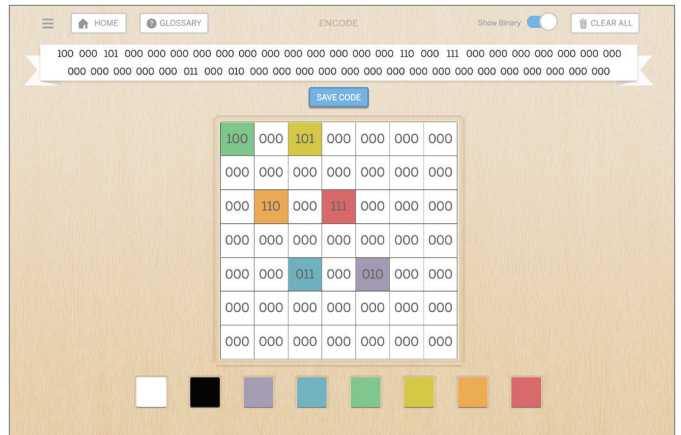 HOME
GLOSSARY
ENCODE
Show Binary
CLEAR ALL
100 000 101 000 000 000 000 000 000 000 000 000 000 000 000 110 000 111 000 000 000 000 000 000 000
000 000 000 000 000 011 000 010 000 000 000 000 000 000 000 000 000 000 000 000 000 000 000 000
SAVE CODE
100 000 101 000 000 000 000
000 000 000 000 000 000 000
000 110 000 111 000 000 000
000 000 000 000 000 000 000
000 000 011 000 010 000 000
000 000 000 000 000 000 000
000 000 000 000 000 000 000